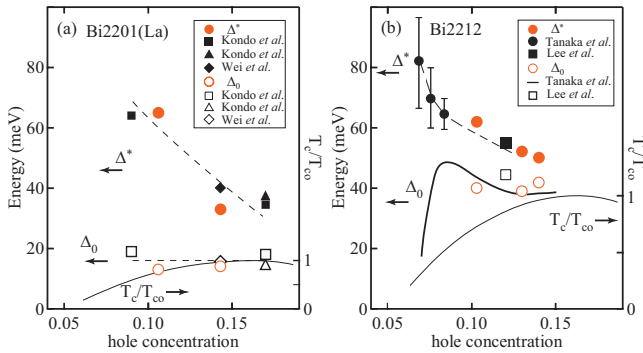 (a) Bi2201(La)
Δ*
Kondo et al.
Kondo et al.
Wei et al.
Δ0
Kondo et al.
Kondo et al.
Wei et al.
Energy (meV)
80
60
40
20
0
Δ*
Δ0
Tc/Tco
Tc/Tco
1
0
0.05 0.10 0.15
hole concentration
(b) Bi2212
Δ*
Tanaka et al.
Lee et al.
Δ0
Tanaka et al.
Lee et al.
Energy (meV)
80
60
40
20
0
Δ*
Δ0
Tc/Tco
Tc/Tco
1
0
0.05 0.10 0.15
hole concentration